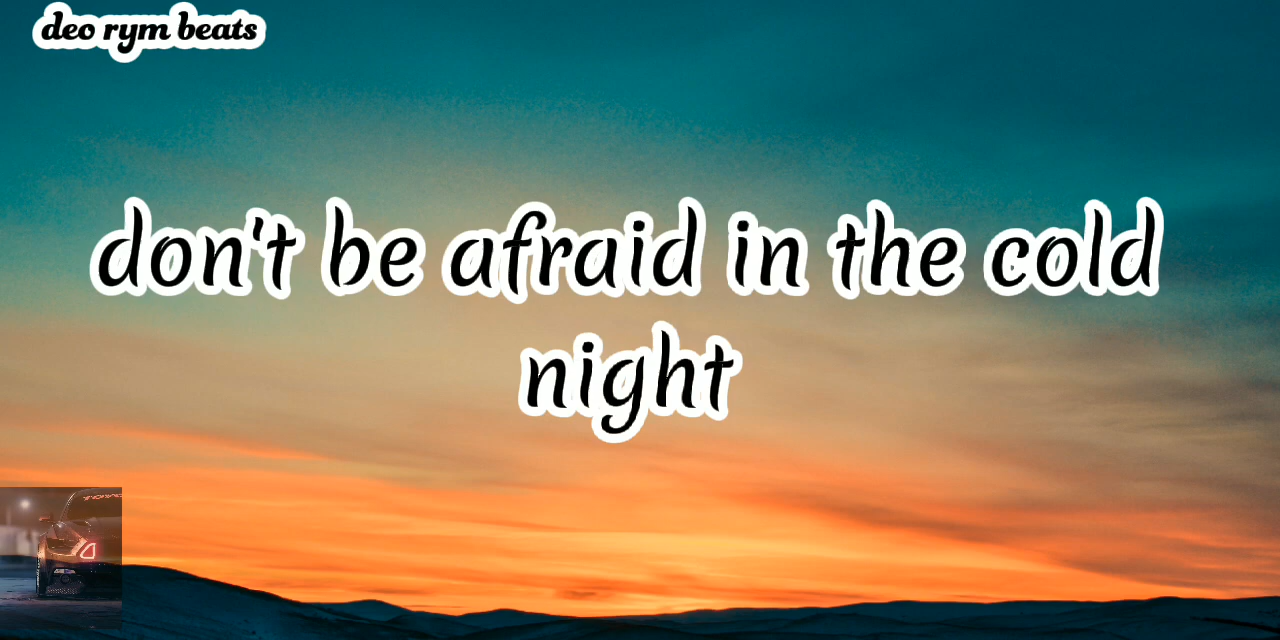 deo rym beats
don't be afraid in the cold
night